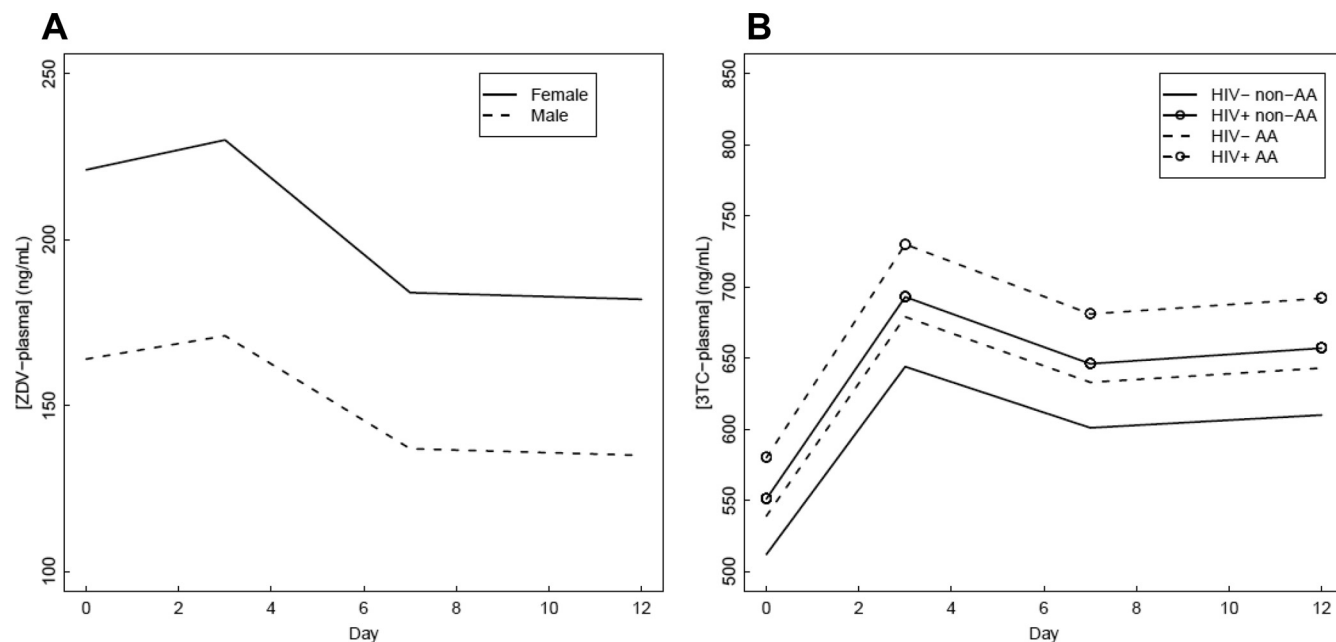 A
250
200
150
100
[ZDV−plasma] (ng/mL)
Female
Male
0 2 4 6 8 10 12
Day
B
850
800
750
700
650
600
550
500
[3TC−plasma] (ng/mL)
HIV− non−AA
HIV+ non−AA
HIV− AA
HIV+ AA
0 2 4 6 8 10 12
Day